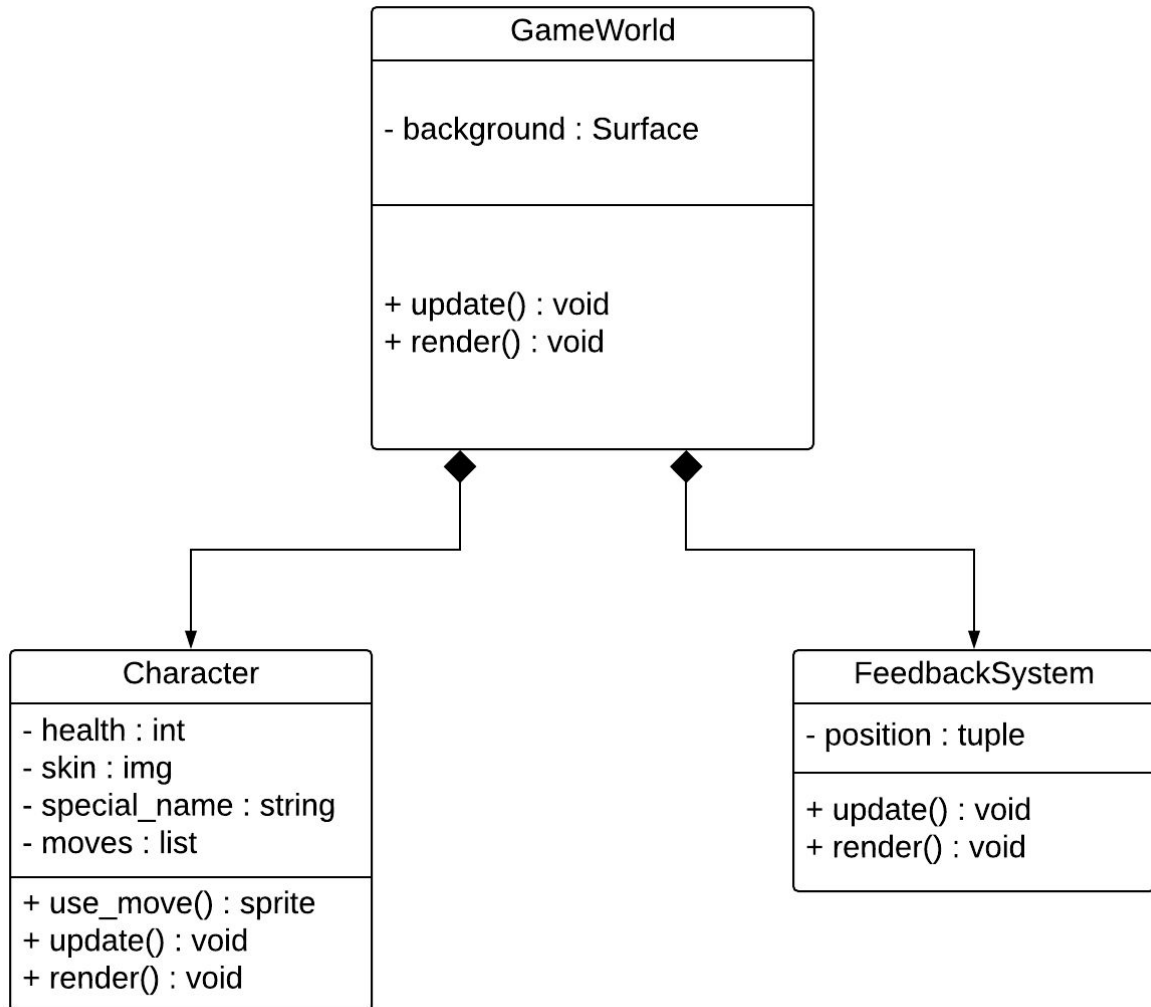 GameWorld
- background : Surface
+ update() : void
+ render() : void
Character
- health : int
- skin : img
- special_name : string
- moves : list
+ use_move() : sprite
+ update() : void
+ render() : void
FeedbackSystem
- position : tuple
+ update() : void
+ render() : void